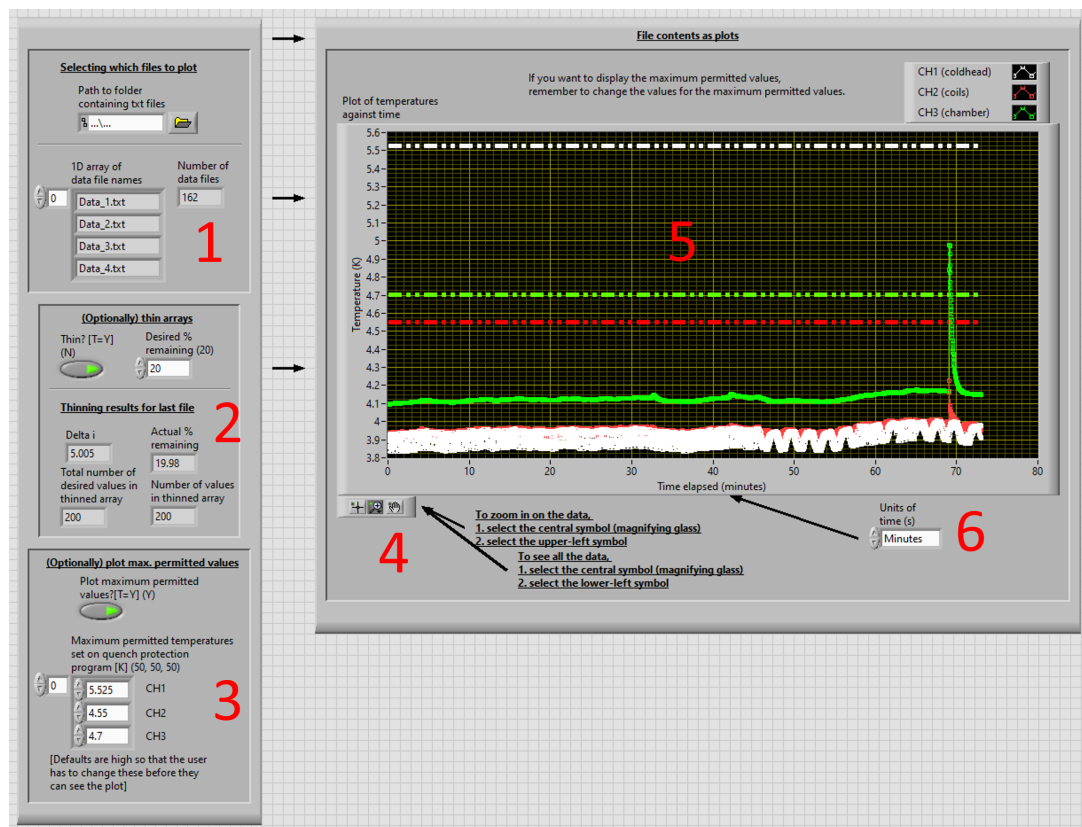 Selecting which files to plot
Path to folder
containing txt files
...\...
1D array of
data file names
Number of
data files
0
Data_1.txt
Data_2.txt
Data_3.txt
Data_4.txt
162
1
(Optionally) thin arrays
Thin? [T=Y]
(N)
Desired %
remaining (20)
20
Thinning results for last file
2
Delta i
5.005
Actual %
remaining
19.98
Total number of
desired values in
thinned array
200
Number of values
in thinned array
200
(Optionally) plot max. permitted values
Plot maximum permitted
values?[T=Y] (Y)
Maximum permitted temperatures
set on quench protection
program [K] (50, 50, 50)
0
5.525 CH1
4.55 CH2
4.7 CH3
3
[Defaults are high so that the user
has to change these before they
can see the plot]
File contents as plots
If you want to display the maximum permitted values,
remember to change the values for the maximum permitted values.
CH1 (coldhead)
CH2 (coils)
CH3 (chamber)
Plot of temperatures
against time
Temperature (K)
5.6
5.5
5.4
5.3
5.2
5.1
5
4.9
4.8
4.7
4.6
4.5
4.4
4.3
4.2
4.1
4
3.9
3.8
5
0 10 20 30 40 50 60 70 80
Time elapsed (minutes)
4
To zoom in on the data,
1. select the central symbol (magnifying glass)
2. select the upper-left symbol
To see all the data,
1. select the central symbol (magnifying glass)
2. select the lower-left symbol
Units of
time (s)
Minutes
6